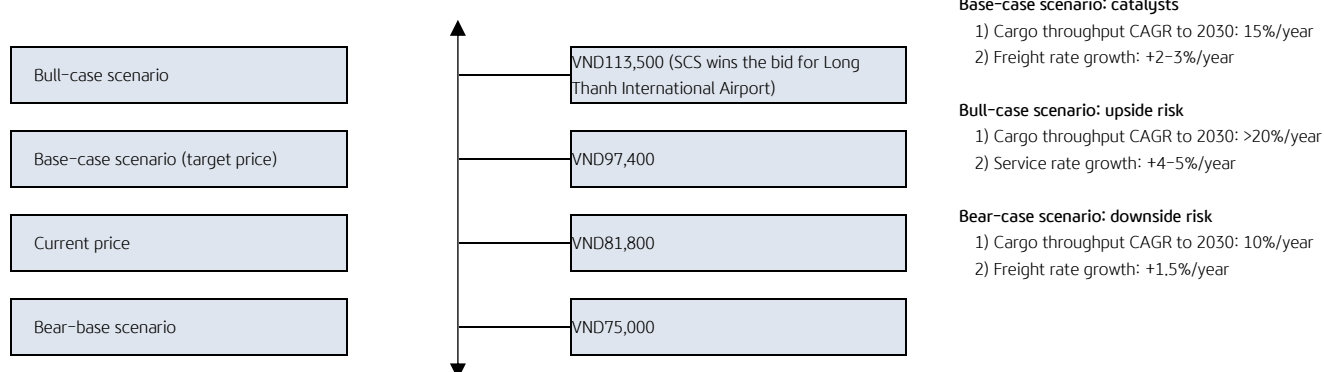 Bull-case scenario
VND113,500 (SCS wins the bid for Long
Thanh International Airport)
Base-case scenario (target price)
VND97,400
Current price
VND81,800
Bear-base scenario
VND75,000
Base-case scenario: catalysts
1) Cargo throughput CAGR to 2030: 15%/year
2) Freight rate growth: +2-3%/year
Bull-case scenario: upside risk
1) Cargo throughput CAGR to 2030: >20%/year
2) Service rate growth: +4-5%/year
Bear-case scenario: downside risk
1) Cargo throughput CAGR to 2030: 10%/year
2) Freight rate growth: +1.5%/year